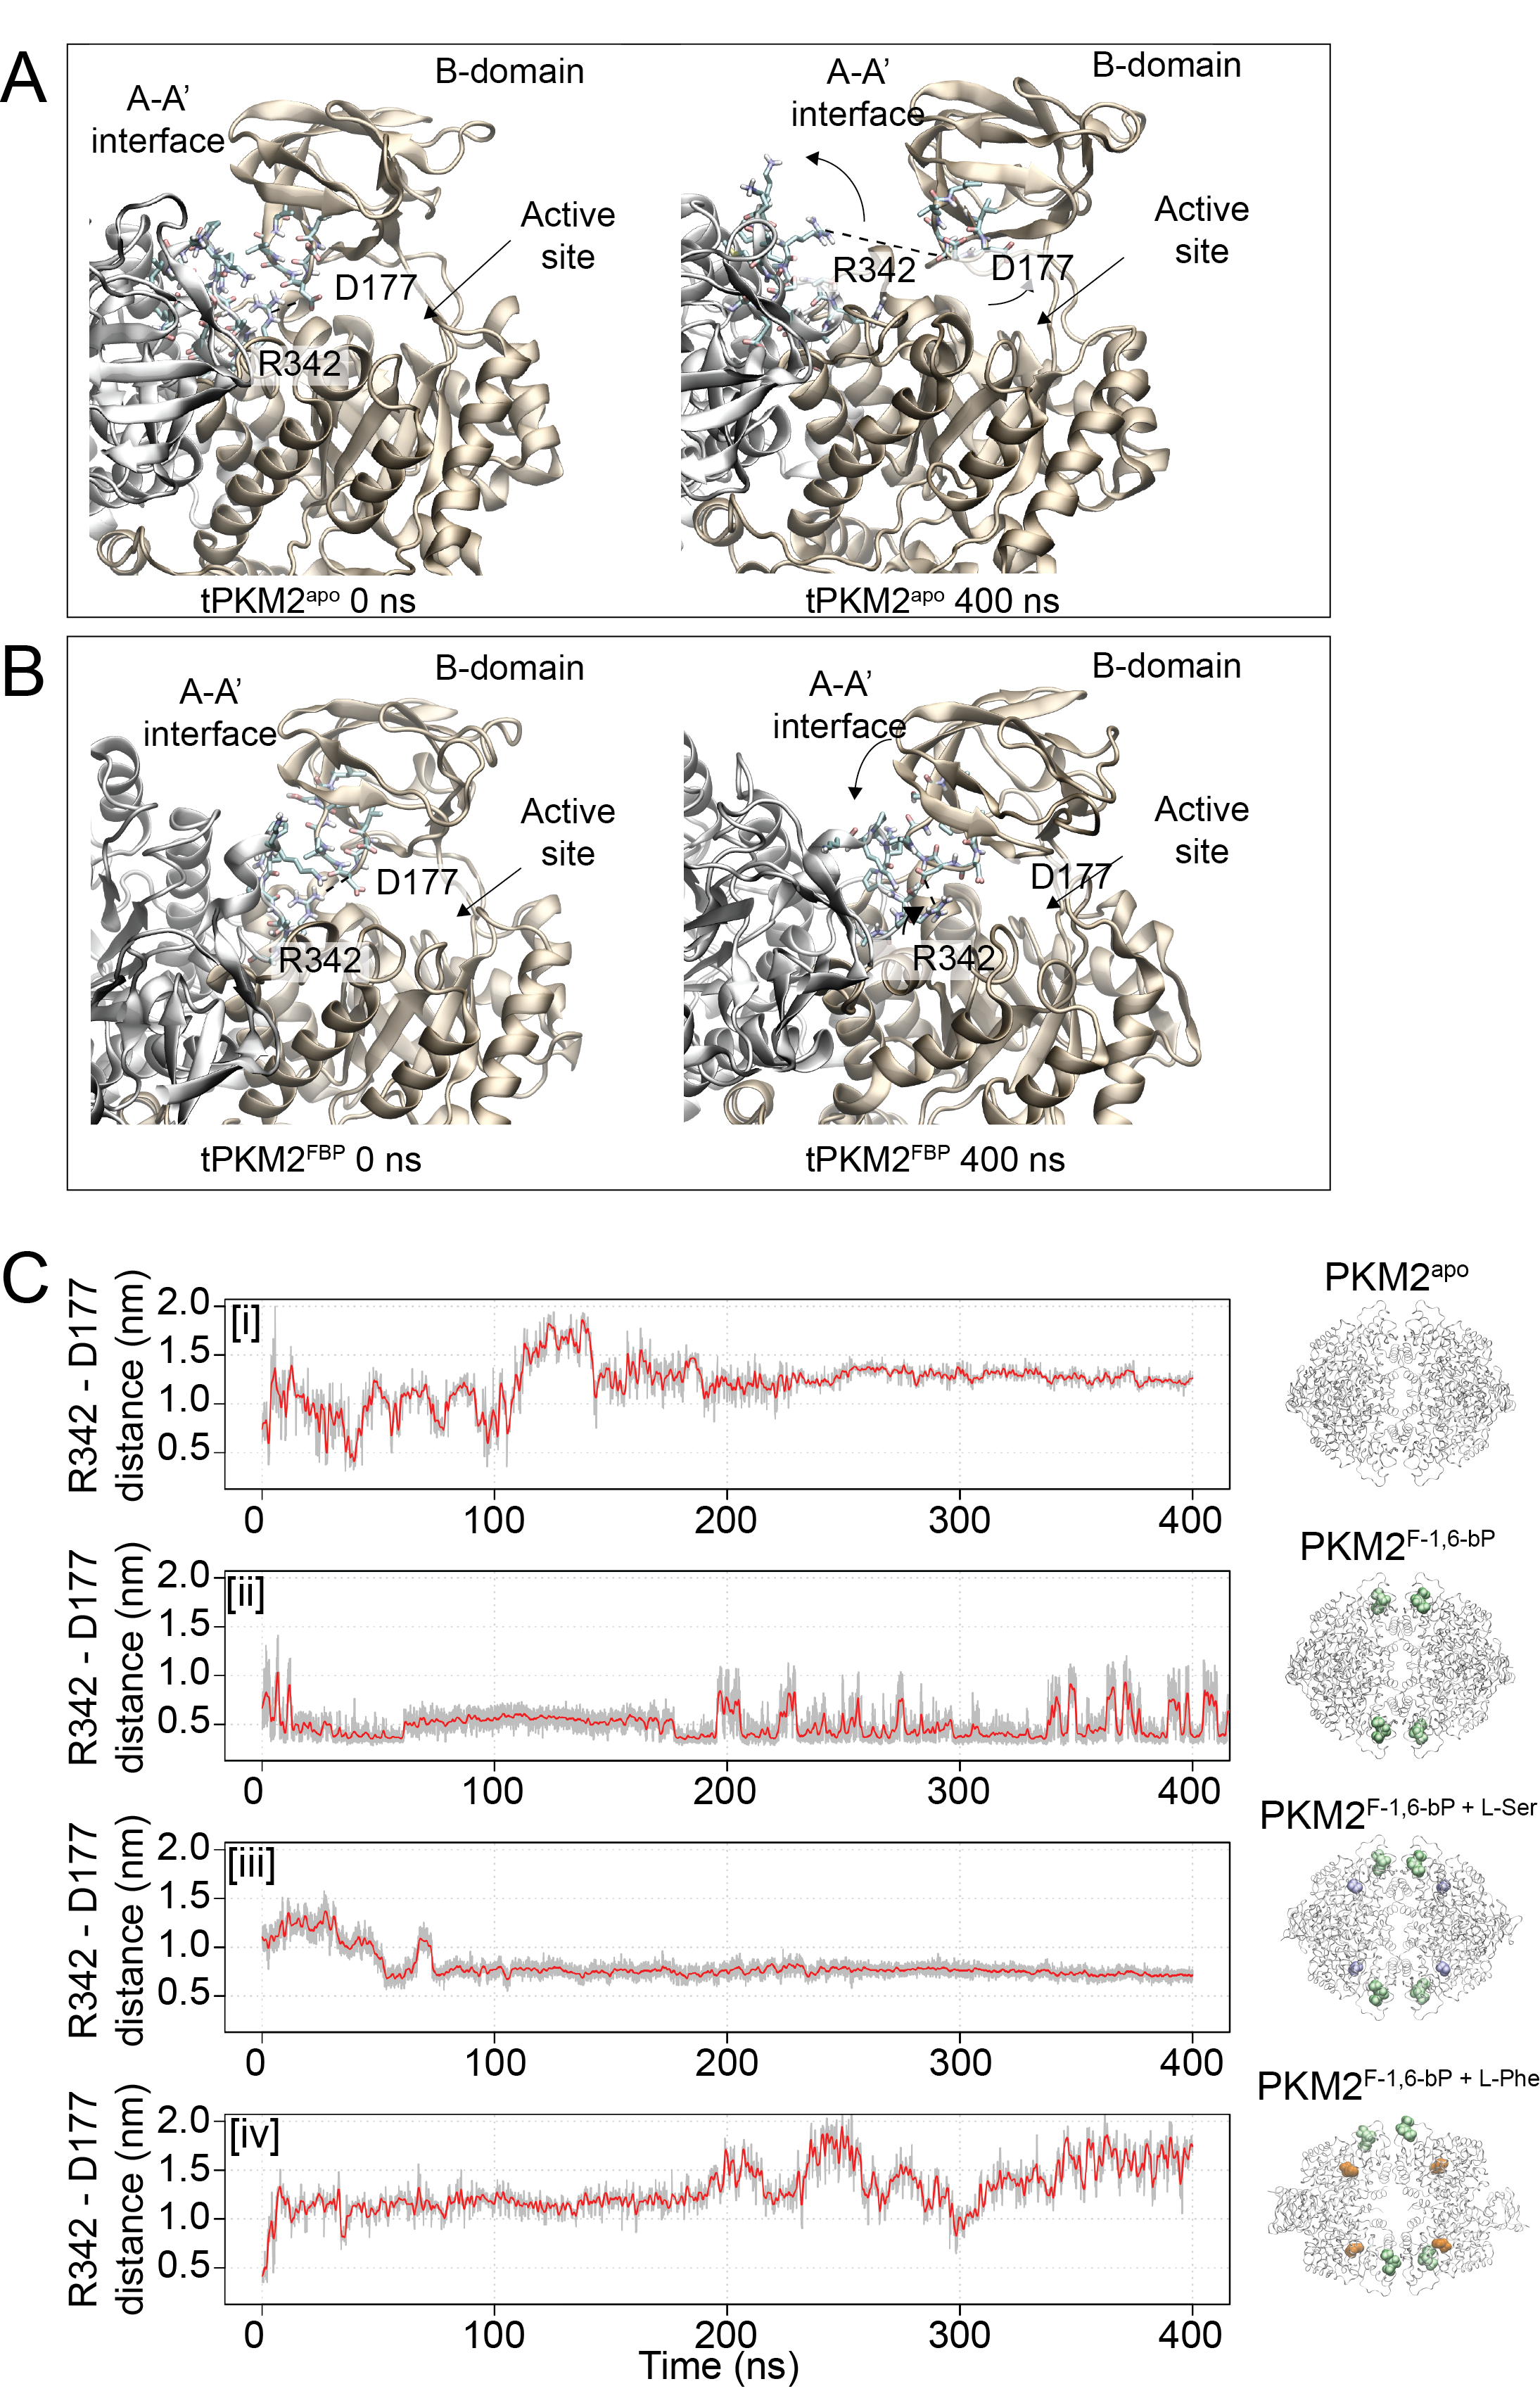 A
A-A’
interface
B-domain
Active
site
D177
R342
tPKM2apo 0 ns
A-A’
interface
B-domain
Active
site
R342
D177
tPKM2apo 400 ns
B
A-A’
interface
B-domain
Active
site
D177
R342
tPKM2FBP 0 ns
A-A’
interface
B-domain
Active
site
D177
R342
tPKM2FBP 400 ns
C
R342 - D177
distance (nm)
2.0
1.5
1.0
0.5
[i]
0 100 200 300 400
PKM2apo
R342 - D177
distance (nm)
2.0
1.5
1.0
0.5
[ii]
0 100 200 300 400
PKM2F-1,6-bP
R342 - D177
distance (nm)
2.0
1.5
1.0
0.5
[iii]
0 100 200 300 400
PKM2F-1,6-bP + L-Ser
R342 - D177
distance (nm)
2.0
1.5
1.0
0.5
[iv]
0 100 200 300 400
Time (ns)
PKM2F-1,6-bP + L-Phe